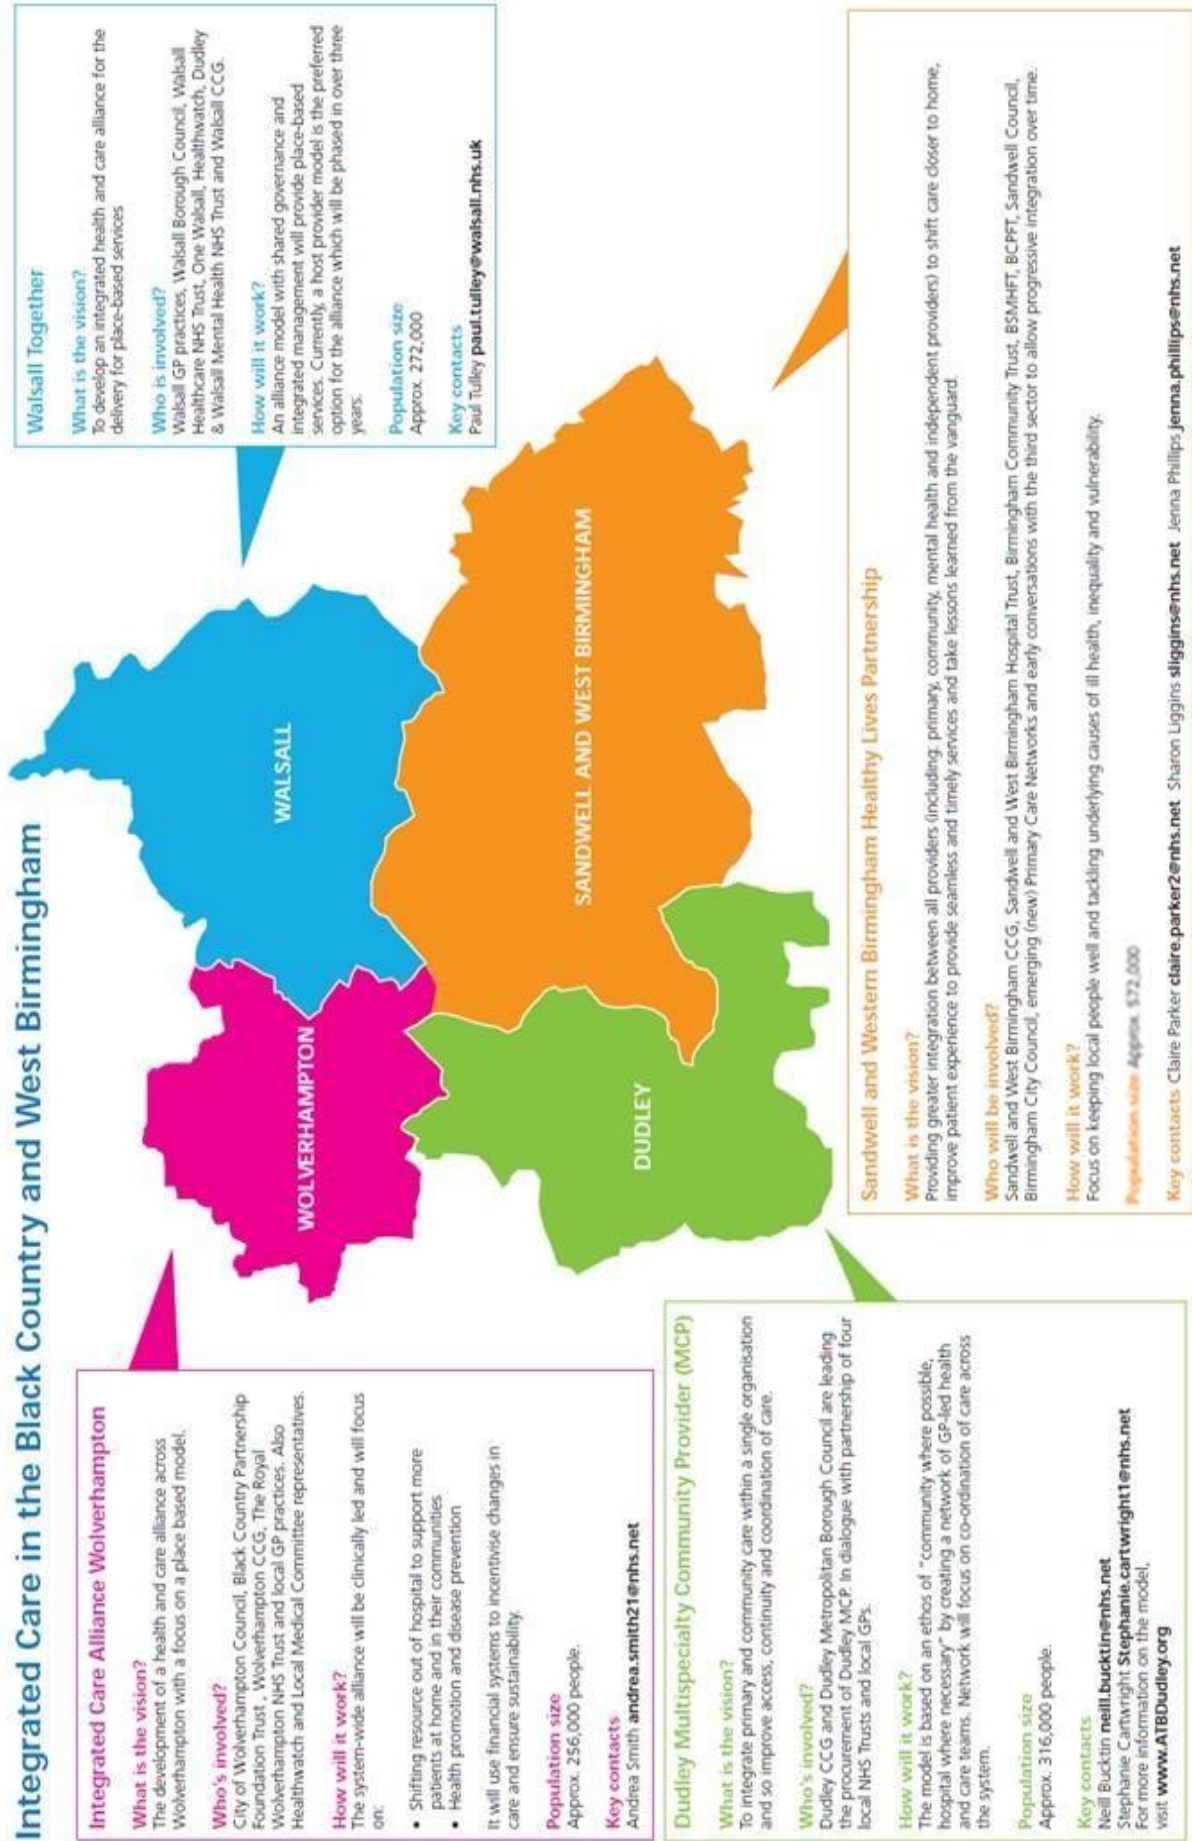 Integrated Care in the Black Country and West Birmingham
Integrated Care Alliance Wolverhampton
What is the vision?
The development of a health and care alliance across
Wolverhampton with a focus on a place based model.
Who's involved?
City of Wolverhampton Council, Black Country Partnership
Foundation Trust , Wolverhampton CCG, The Royal
Wolverhampton NHS Trust and local GP practices. Also
Healthwatch and Local Medical Committee representatives.
How will it work?
The system-wide alliance will be clinically led and will focus
on:
• Shifting resource out of hospital to support more
patients at home and in their communities
• Health promotion and disease prevention
It will use financial systems to incentivise changes in
care and ensure sustainability.
Population size
Approx. 256,000 people.
Key contacts
Andrea Smith andrea.smith21@nhs.net
Walsall Together
What is the vision?
To develop an integrated health and care alliance for the
delivery for place-based services
Who is involved?
Walsall GP practices, Walsall Borough Council, Walsall
Healthcare NHS Trust, One Walsall, Healthwatch, Dudley
& Walsall Mental Health NHS Trust and Walsall CCG.
How will it work?
An alliance model with shared governance and
integrated management will provide place-based
services. Currently, a host provider model is the preferred
option for the alliance which will be phased in over three
years.
Population size
Approx. 272,000
Key contacts
Paul Tulley paul.tulley@walsall.nhs.uk
WOLVERHAMPTON
WALSALL
DUDLEY
SANDWELL AND WEST BIRMINGHAM
Dudley Multispecialty Community Provider (MCP)
What is the vision?
To integrate primary and community care within a single organisation
and so improve access, continuity and coordination of care.
Who's involved?
Dudley CCG and Dudley Metropolitan Borough Council are leading
the procurement of Dudley MCP. In dialogue with partnership of four
local NHS Trusts and local GPs.
How will it work?
The model is based on an ethos of "community where possible,
hospital where necessary" by creating a network of GP-led health
and care teams. Network will focus on co-ordination of care across
the system.
Population size
Approx. 316,000 people.
Key contacts
Neill Bucktin neill.bucktin@nhs.net
Stephanie Cartwright Stephanie.cartwright1@nhs.net
For more information on the model,
visit www.ATBDudley.org
Sandwell and Western Birmingham Healthy Lives Partnership
What is the vision?
Providing greater integration between all providers (including: primary, community, mental health and independent providers) to shift care closer to home,
improve patient experience to provide seamless and timely services and take lessons learned from the vanguard.
Who will be involved?
Sandwell and West Birmingham CCG, Sandwell and West Birmingham Hospital Trust, Birmingham Community Trust, BSMHFT, BCPFT, Sandwell Council,
Birmingham City Council, emerging (new) Primary Care Networks and early conversations with the third sector to allow progressive integration over time.
How will it work?
Focus on keeping local people well and tackling underlying causes of ill health, inequality and vulnerability.
Population size Approx. 572,000
Key contacts Claire Parker claire.parker2@nhs.net Sharon Liggins sliggins@nhs.net Jenna Phillips jenna.phillips@nhs.net